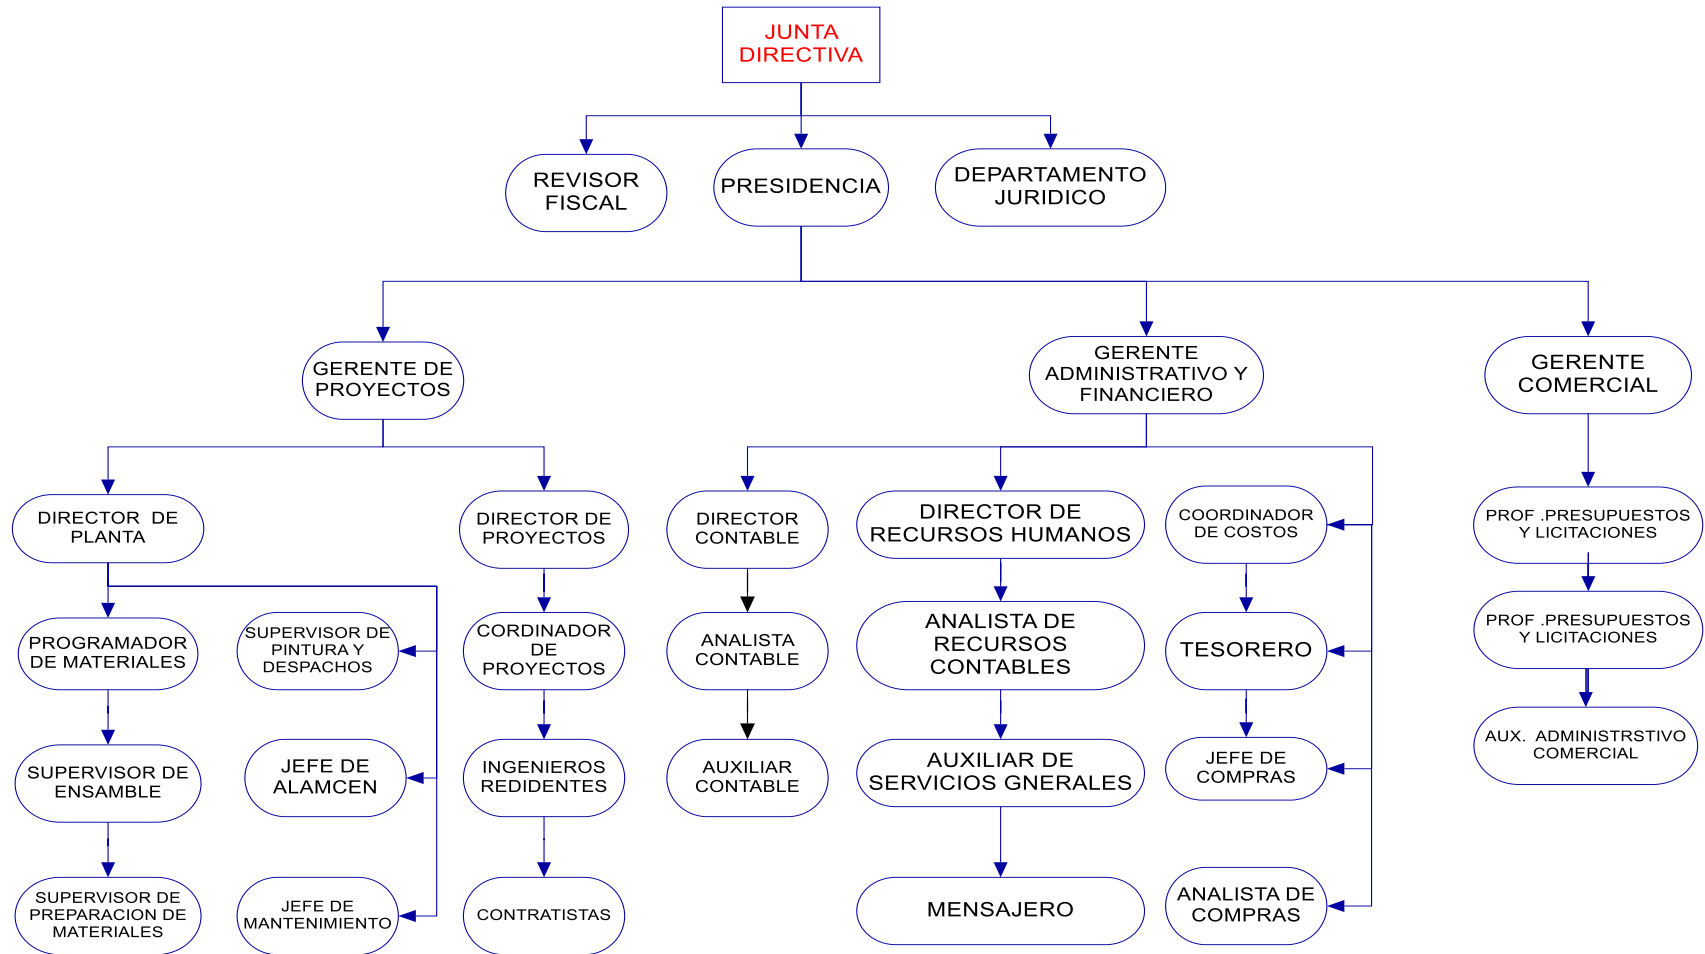 JUNTA
DIRECTIVA
REVISOR
FISCAL
PRESIDENCIA
DEPARTAMENTO
JURIDICO
GERENTE DE
PROYECTOS
GERENTE
ADMINISTRATIVO Y
FINANCIERO
GERENTE
COMERCIAL
DIRECTOR DE
PLANTA
DIRECTOR DE
PROYECTOS
DIRECTOR
CONTABLE
DIRECTOR DE
RECURSOS HUMANOS
COORDINADOR
DE COSTOS
PROF .PRESUPUESTOS
Y LICITACIONES
PROGRAMADOR
DE MATERIALES
SUPERVISOR DE
PINTURA Y
DESPACHOS
CORDINADOR
DE
PROYECTOS
ANALISTA
CONTABLE
ANALISTA DE
RECURSOS
CONTABLES
TESORERO
PROF .PRESUPUESTOS
Y LICITACIONES
SUPERVISOR DE
ENSAMBLE
JEFE DE
ALAMCEN
INGENIEROS
REDIDENTES
AUXILIAR
CONTABLE
AUXILIAR DE
SERVICIOS GNERALES
JEFE DE
COMPRAS
AUX. ADMINISTRSTIVO
COMERCIAL
SUPERVISOR DE
PREPARACION DE
MATERIALES
JEFE DE
MANTENIMIENTO
CONTRATISTAS
MENSAJERO
ANALISTA DE
COMPRAS